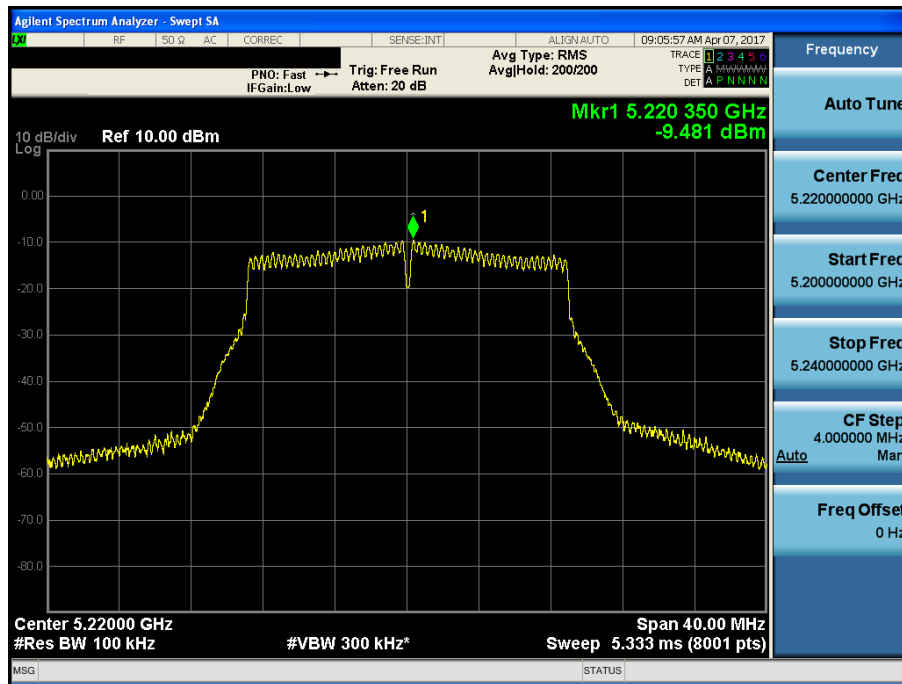 Agilent Spectrum Analyzer - Swept SA
LXI RF 50 Ω AC CORREC SENSE:INT ALIGN AUTO 09:05:57 AM Apr 07, 2017
PNO: Fast
IFGain:Low
Trig: Free Run
Atten: 20 dB
Avg Type: RMS
Avg|Hold: 200/200
TRACE 1 2 3 4 5 6
TYPE A M W W W W W
DET A P N N N N
Mkr1 5.220 350 GHz
-9.481 dBm
10 dB/div
Log
Ref 10.00 dBm
1
0.00
-10.0
-20.0
-30.0
-40.0
-50.0
-60.0
-70.0
-80.0
Center 5.22000 GHz
#Res BW 100 kHz
#VBW 300 kHz*
Span 40.00 MHz
Sweep 5.333 ms (8001 pts)
MSG
STATUS
Frequency
Auto Tune
Center Freq
5.220000000 GHz
Start Freq
5.200000000 GHz
Stop Freq
5.240000000 GHz
CF Step
4.000000 MHz
Auto Man
Freq Offset
0 Hz